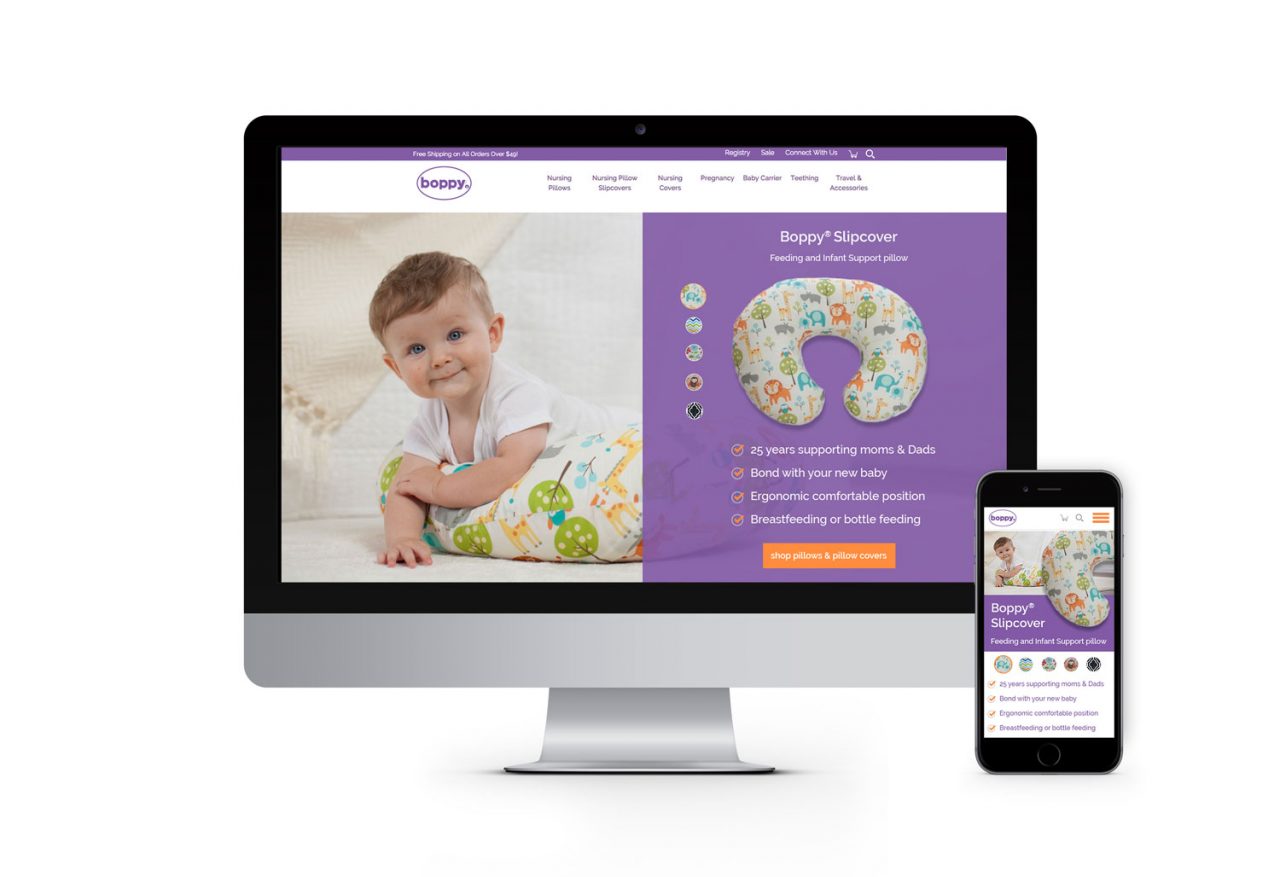 Free Shipping on All Orders Over $49!
Registry Sale Connect With Us
boppy®
Nursing Pillows
Nursing Pillow Slipcovers
Nursing Covers
Pregnancy
Baby Carrier
Teething
Travel & Accessories
Boppy® Slipcover
Feeding and Infant Support pillow
25 years supporting moms & Dads
Bond with your new baby
Ergonomic comfortable position
Breastfeeding or bottle feeding
shop pillows & pillow covers
boppy®
Boppy®
Slipcover
Feeding and Infant Support pillow
25 years supporting moms & Dads
Bond with your new baby
Ergonomic comfortable position
Breastfeeding or bottle feeding